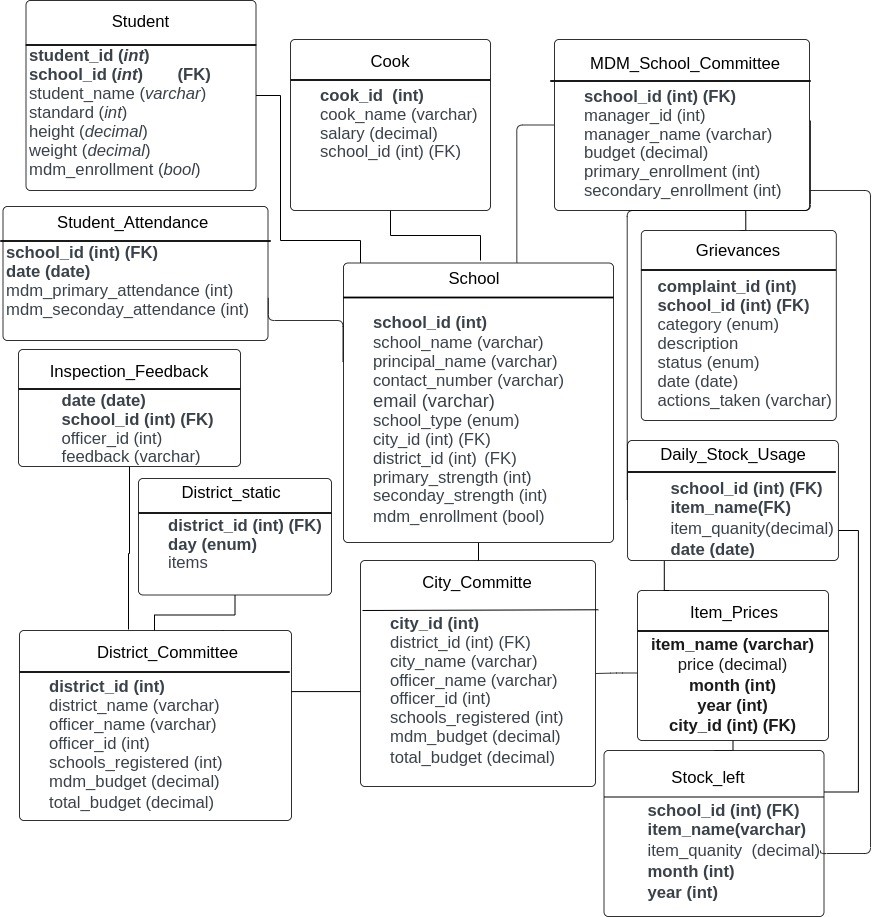 Student
student_id (int)
school_id (int) (FK)
student_name (varchar)
standard (int)
height (decimal)
weight (decimal)
mdm_enrollment (bool)
Cook
cook_id (int)
cook_name (varchar)
salary (decimal)
school_id (int) (FK)
MDM_School_Committee
school_id (int) (FK)
manager_id (int)
manager_name (varchar)
budget (decimal)
primary_enrollment (int)
secondary_enrollment (int)
Student_Attendance
school_id (int) (FK)
date (date)
mdm_primary_attendance (int)
mdm_seconday_attendance (int)
School
school_id (int)
school_name (varchar)
principal_name (varchar)
contact_number (varchar)
email (varchar)
school_type (enum)
city_id (int) (FK)
district_id (int) (FK)
primary_strength (int)
seconday_strength (int)
mdm_enrollment (bool)
Grievances
complaint_id (int)
school_id (int) (FK)
category (enum)
description
status (enum)
date (date)
actions_taken (varchar)
Inspection_Feedback
date (date)
school_id (int) (FK)
officer_id (int)
feedback (varchar)
District_static
district_id (int) (FK)
day (enum)
items
Daily_Stock_Usage
school_id (int) (FK)
item_name(FK)
item_quanity(decimal)
date (date)
City_Committe
city_id (int)
district_id (int) (FK)
city_name (varchar)
officer_name (varchar)
officer_id (int)
schools_registered (int)
mdm_budget (decimal)
total_budget (decimal)
Item_Prices
item_name (varchar)
price (decimal)
month (int)
year (int)
city_id (int) (FK)
District_Committee
district_id (int)
district_name (varchar)
officer_name (varchar)
officer_id (int)
schools_registered (int)
mdm_budget (decimal)
total_budget (decimal)
Stock_left
school_id (int) (FK)
item_name(varchar)
item_quanity (decimal)
month (int)
year (int)